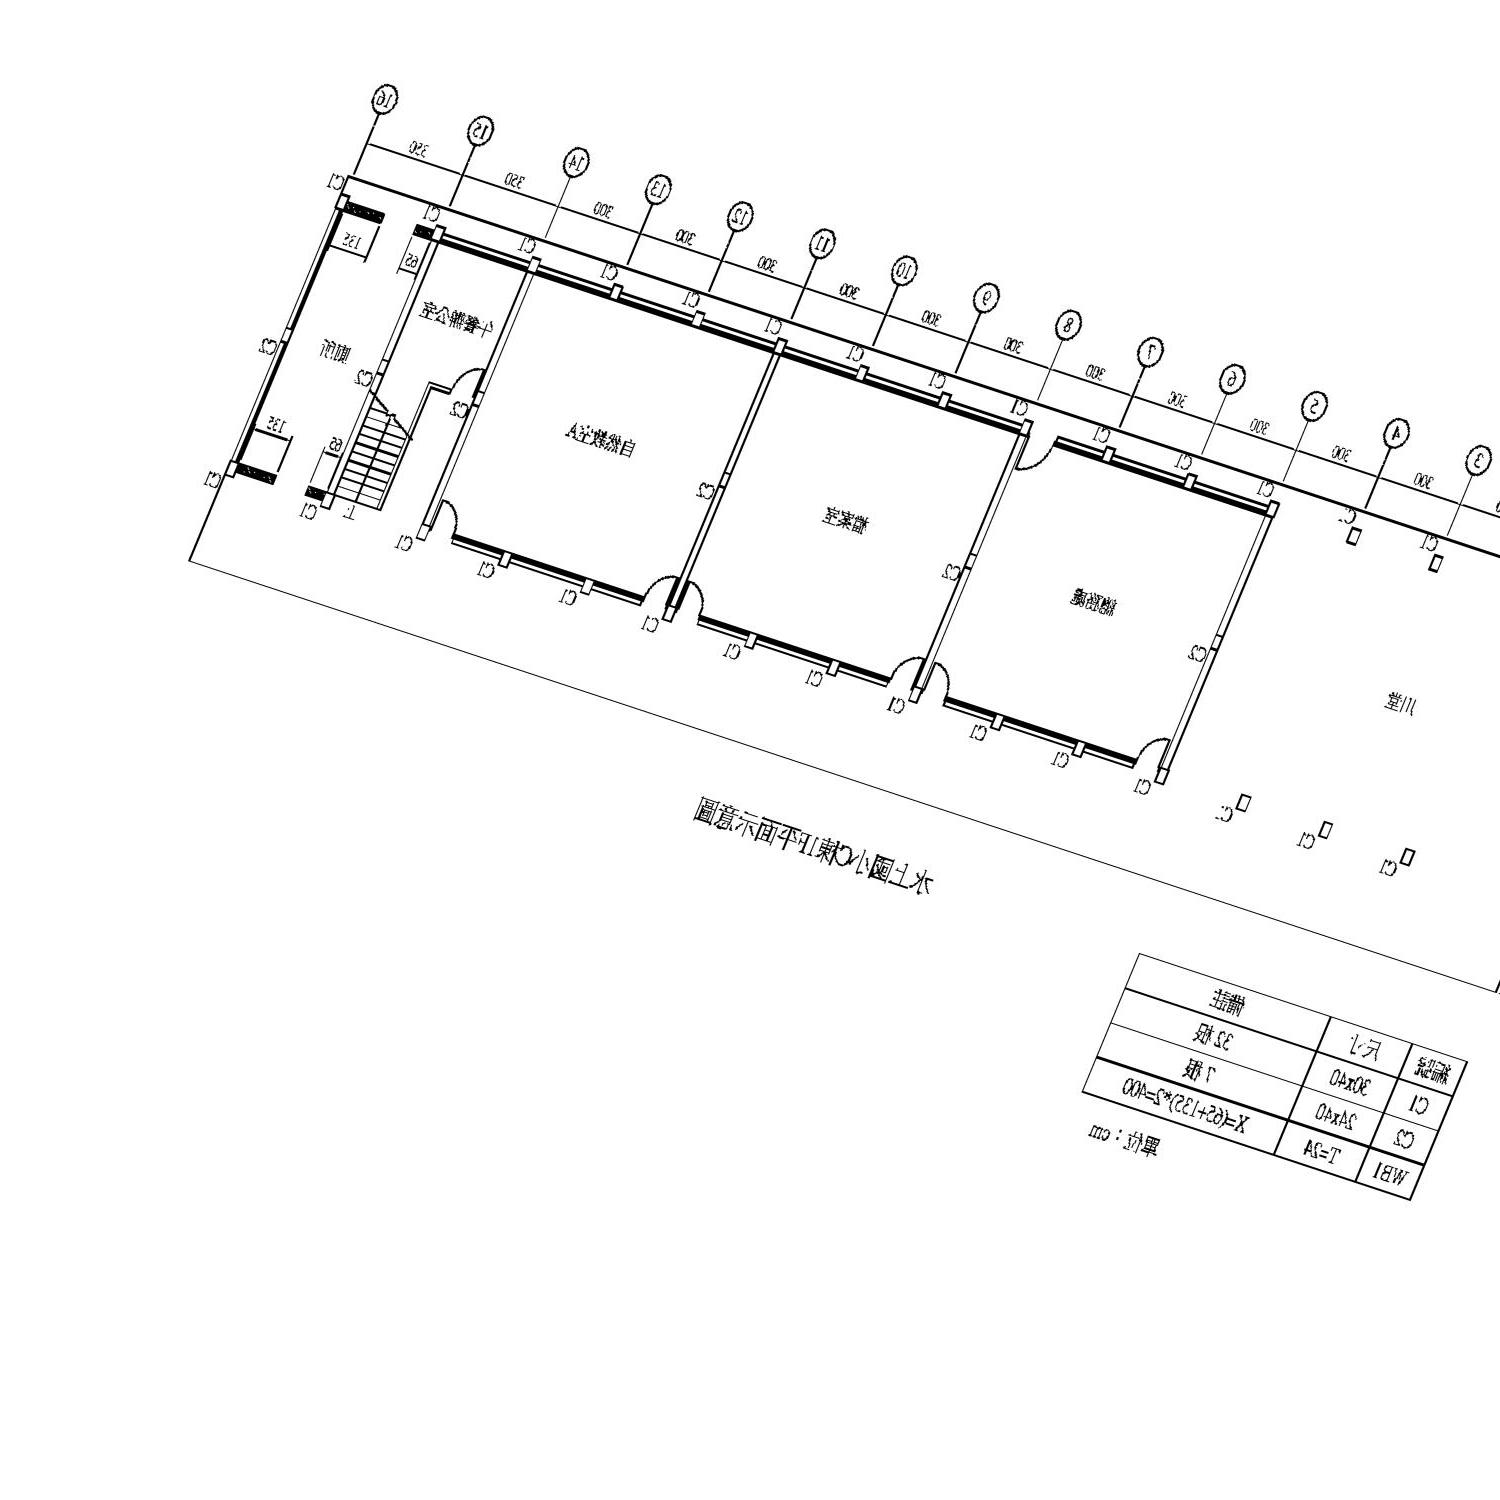 16 15 14 13 12 11 10 9 8 7 6 5 4 3
350 350 300 300 300 300 300 300 300 300 300 300 300
C1 C1 C1 C1 C1 C1 C1 C1 C1 C1 C1 C1 C1
135 65
廁所 午餐辦公室
C2 C2 C2
135 65
自然教室A
C2
檔案室
C2
總務處
C2
川堂
C1 C1 下 C1 C1 C1 C1 C1 C1 C1 C1 C1 C1 C1 C1
水上國小C棟1F平面示意圖
編號 尺寸 備註
C1 30x40 32根
C2 24x40 7根
WB1 T=24 X=(65+135)*2=400
單位：cm